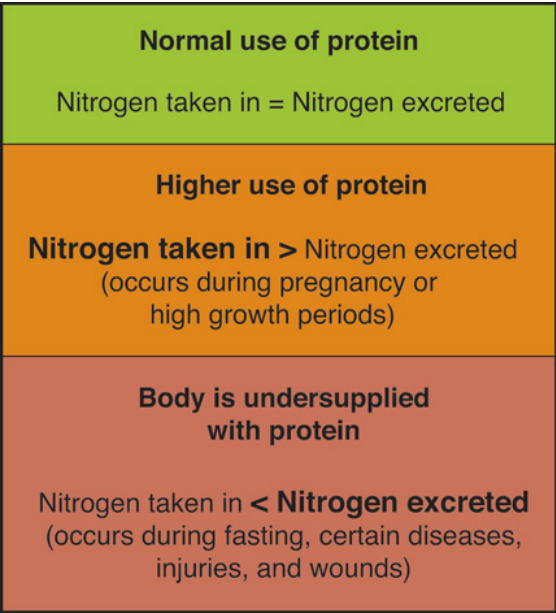 Normal use of protein
Nitrogen taken in = Nitrogen excreted
Higher use of protein
Nitrogen taken in > Nitrogen excreted
(occurs during pregnancy or
high growth periods)
Body is undersupplied
with protein
Nitrogen taken in < Nitrogen excreted
(occurs during fasting, certain diseases,
injuries, and wounds)